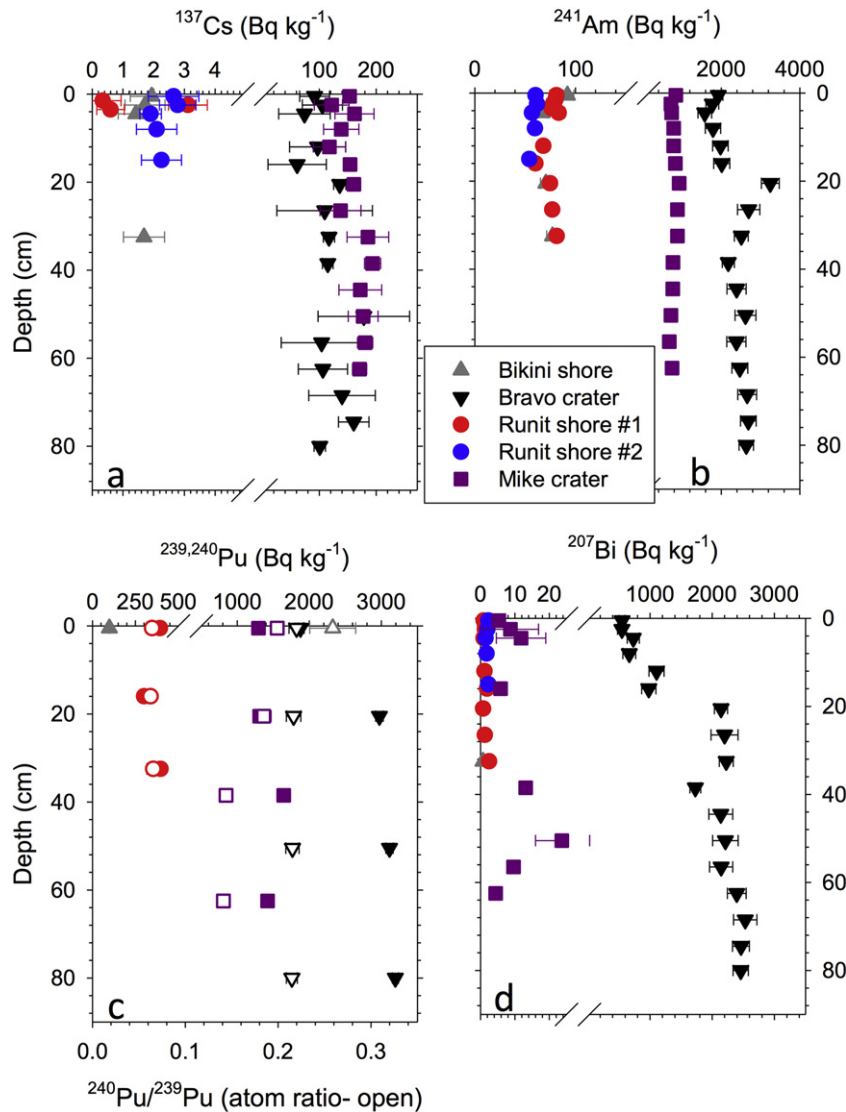 ¹³⁷Cs (Bq kg⁻¹)
²⁴¹Am (Bq kg⁻¹)
0 1 2 3 4 100 200
0 100 2000 4000
0
20
40
60
80
Depth (cm)
0
20
40
60
80
a
b
Bikini shore
Bravo crater
Runit shore #1
Runit shore #2
Mike crater
²³⁹,²⁴⁰Pu (Bq kg⁻¹)
²⁰⁷Bi (Bq kg⁻¹)
0 250 500 1000 2000 3000
0 10 20 1000 2000 3000
0
20
40
60
80
Depth (cm)
0
20
40
60
80
c
d
0.0 0.1 0.2 0.3
²⁴⁰Pu/²³⁹Pu (atom ratio- open)